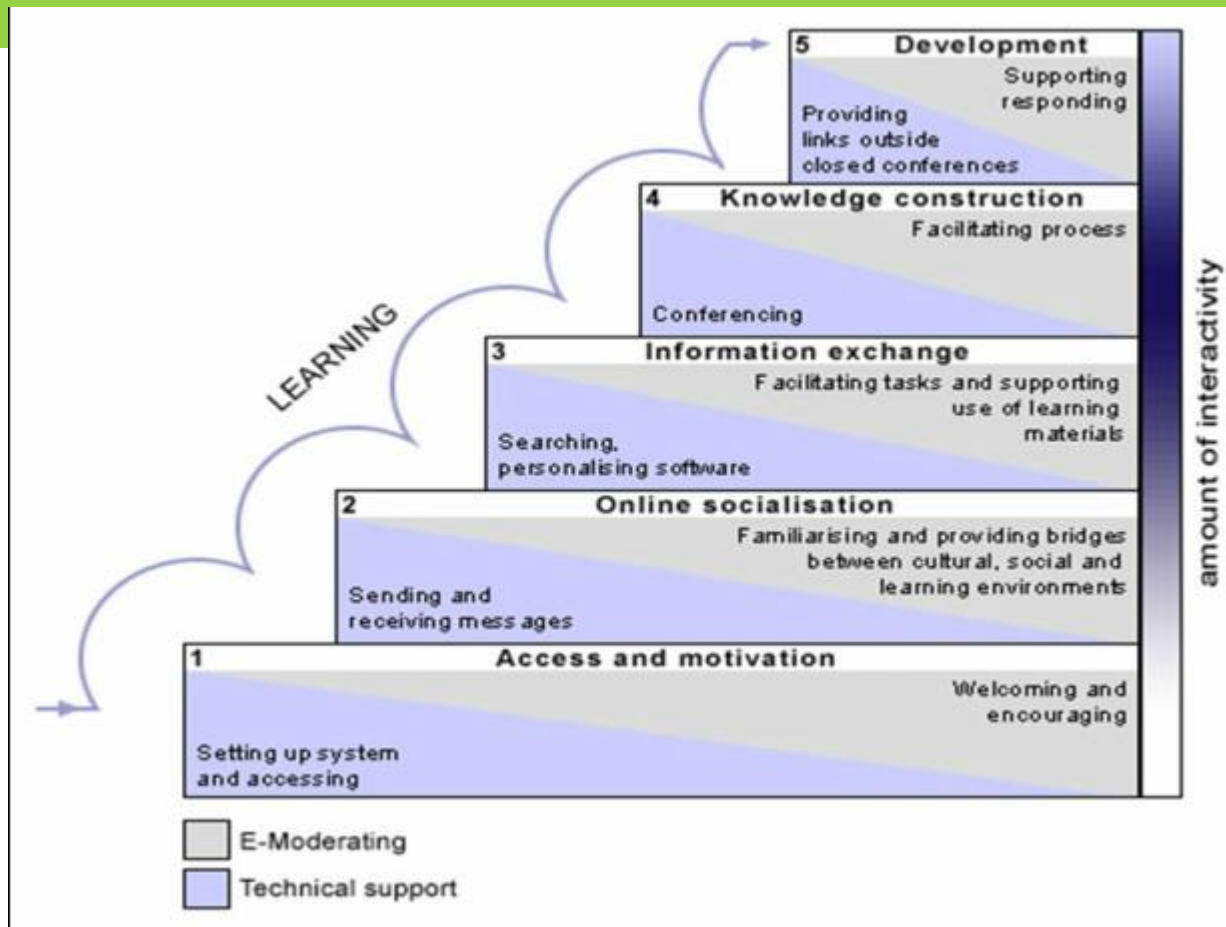 5 Development
Supporting
responding
Providing
links outside
closed conferences
4 Knowledge construction
Facilitating process
Conferencing
3 Information exchange
Facilitating tasks and supporting
use of learning
materials
Searching,
personalising software
2 Online socialisation
Familiarising and providing bridges
between cultural, social and
learning environments
Sending and
receiving messages
1 Access and motivation
Welcoming and
encouraging
Setting up system
and accessing
LEARNING
amount of interactivity
E-Moderating
Technical support